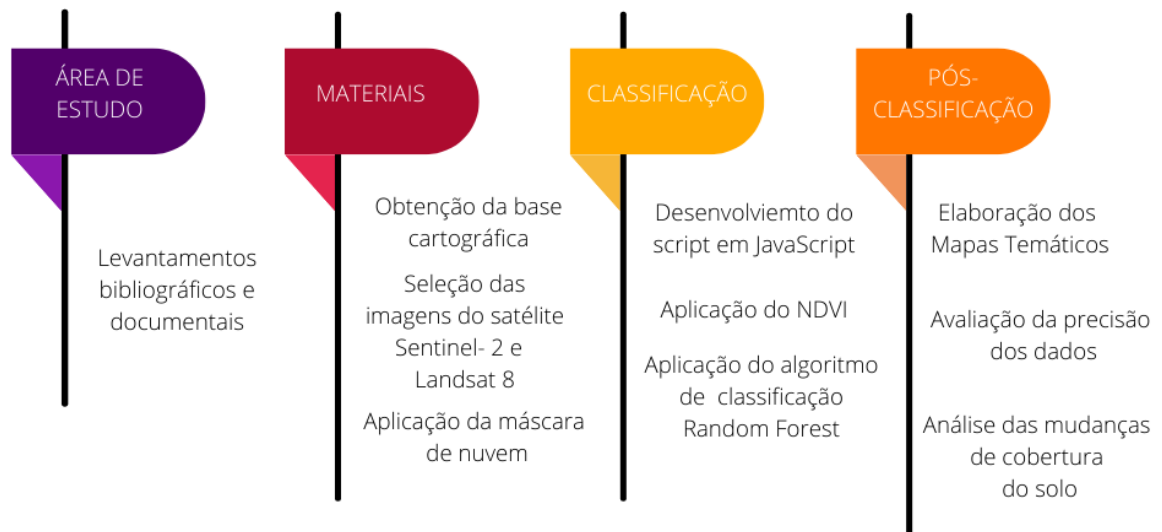 ÁREA DE
ESTUDO
Levantamentos
bibliográficos e
documentais
MATERIAIS
Obtenção da base
cartográfica
Seleção das
imagens do satélite
Sentinel- 2 e
Landsat 8
Aplicação da máscara
de nuvem
CLASSIFICAÇÃO
Desenvolviemto do
script em JavaScript
Aplicação do NDVI
Aplicação do algoritmo
de classificação
Random Forest
PÓS-
CLASSIFICAÇÃO
Elaboração dos
Mapas Temáticos
Avaliação da precisão
dos dados
Análise das mudanças
de cobertura
do solo